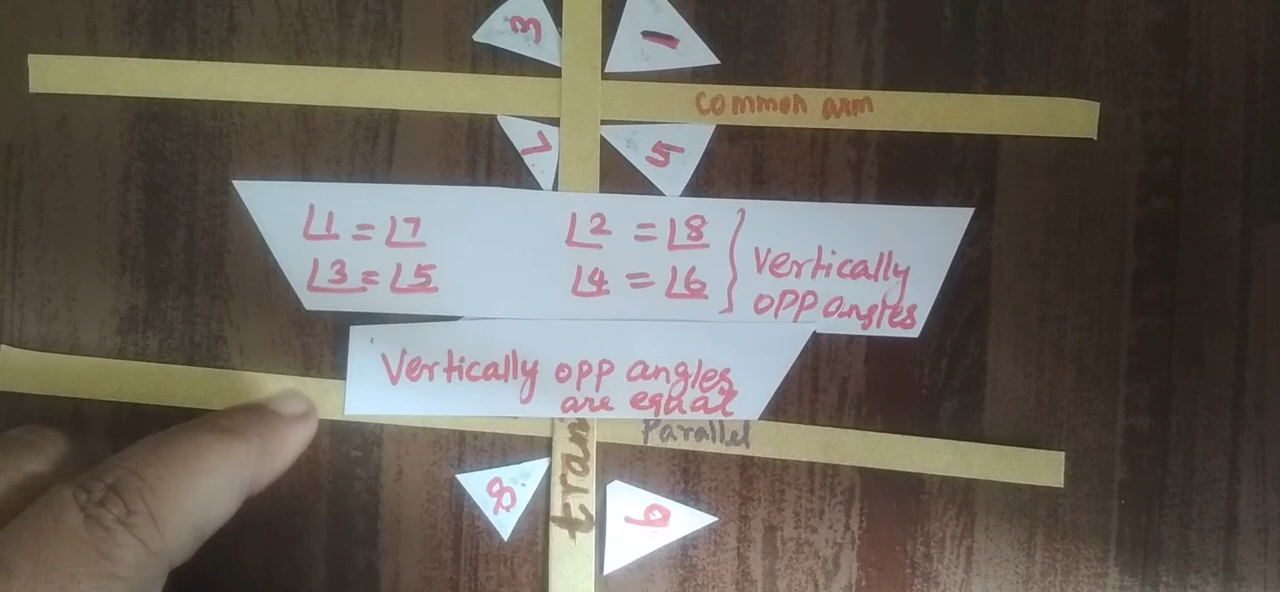 3 1
common arm
7 5
∠1 = ∠7 ∠2 = ∠8
∠3 = ∠5 ∠4 = ∠6
Vertically
opp angles
Vertically opp angles
are equal
Parallel
tran
8 6